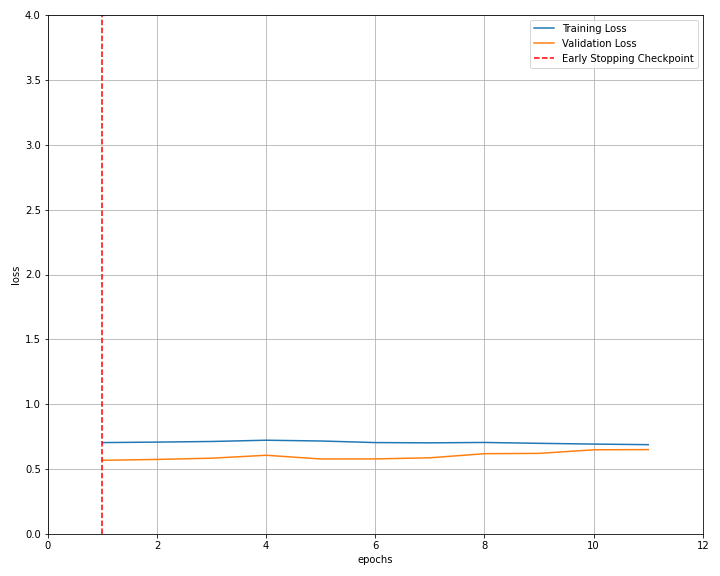 4.0
3.5
3.0
2.5
2.0
1.5
1.0
0.5
0.0
loss
0 2 4 6 8 10 12
epochs
Training Loss
Validation Loss
Early Stopping Checkpoint